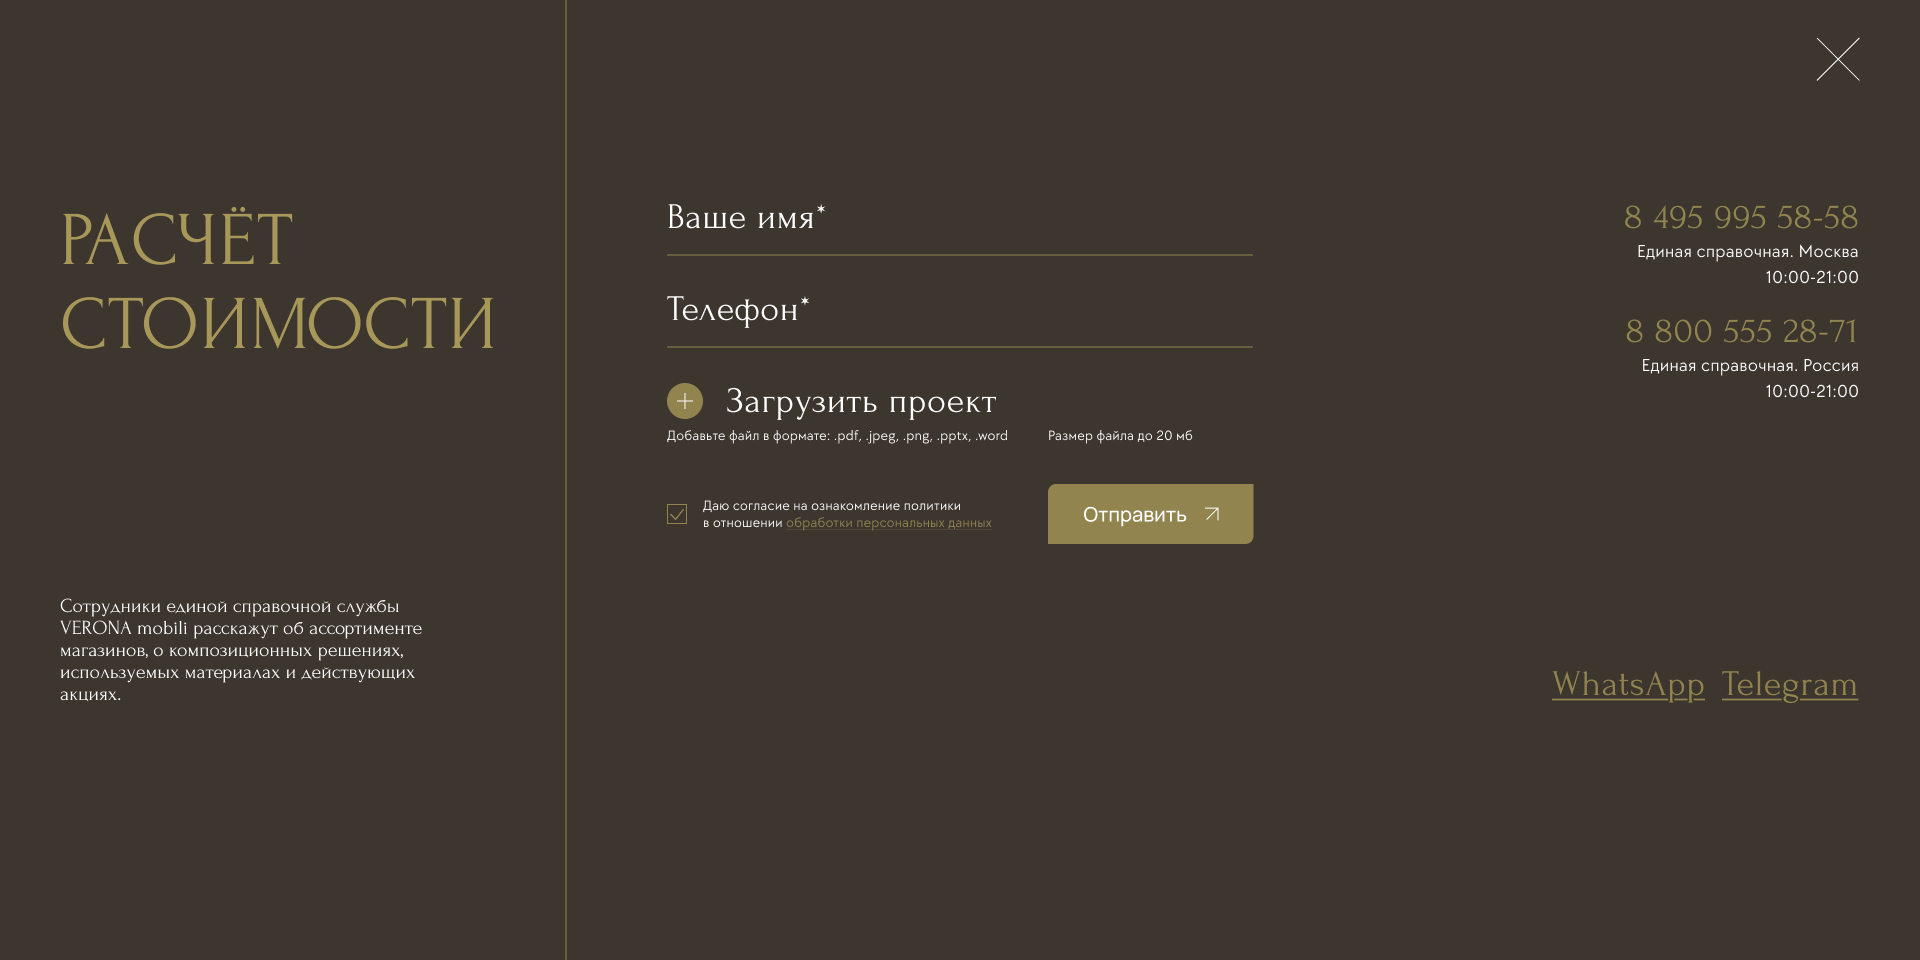 РАСЧЁТ
СТОИМОСТИ
Сотрудники единой справочной службы
VERONA mobili расскажут об ассортименте
магазинов, о композиционных решениях,
используемых материалах и действующих
акциях.
Ваше имя*
Телефон*
Загрузить проект
Добавьте файл в формате: .pdf, .jpeg, .png, .pptx, .word
Размер файла до 20 мб
Даю согласие на ознакомление политики
в отношении обработки персональных данных
Отправить
8 495 995 58-58
Единая справочная. Москва
10:00-21:00
8 800 555 28-71
Единая справочная. Россия
10:00-21:00
WhatsApp Telegram